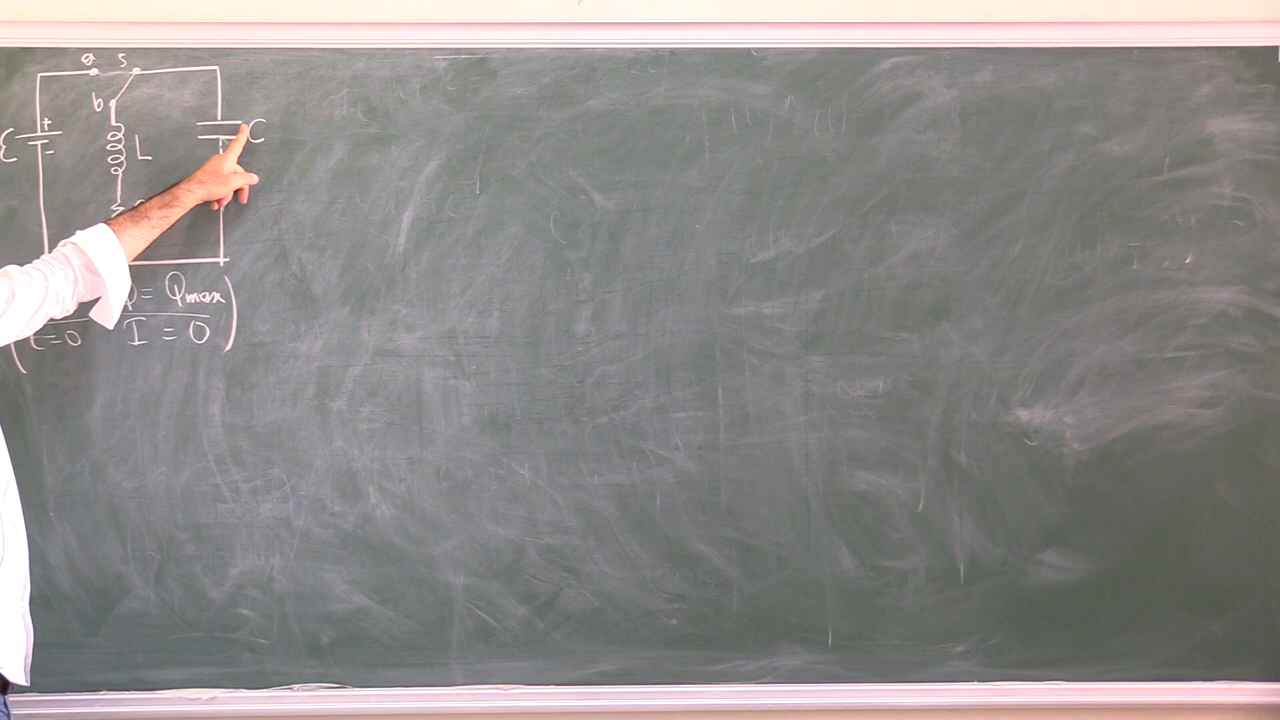 a s
b
+
ε
-
L
C
= Qmax
t=0 I = 0